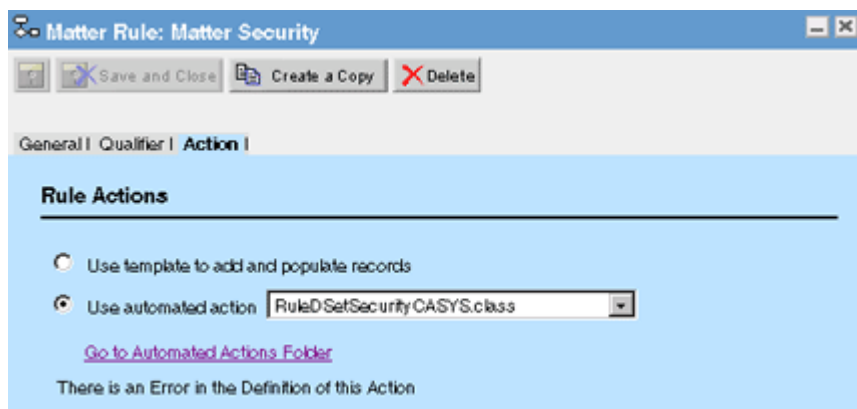 Matter Rule: Matter Security
Save and Close Create a Copy Delete
General | Qualifier | Action |
Rule Actions
Use template to add and populate records
Use automated action RuleDSetSecurityCASYS.class
Go to Automated Actions Folder
There is an Error in the Definition of this Action